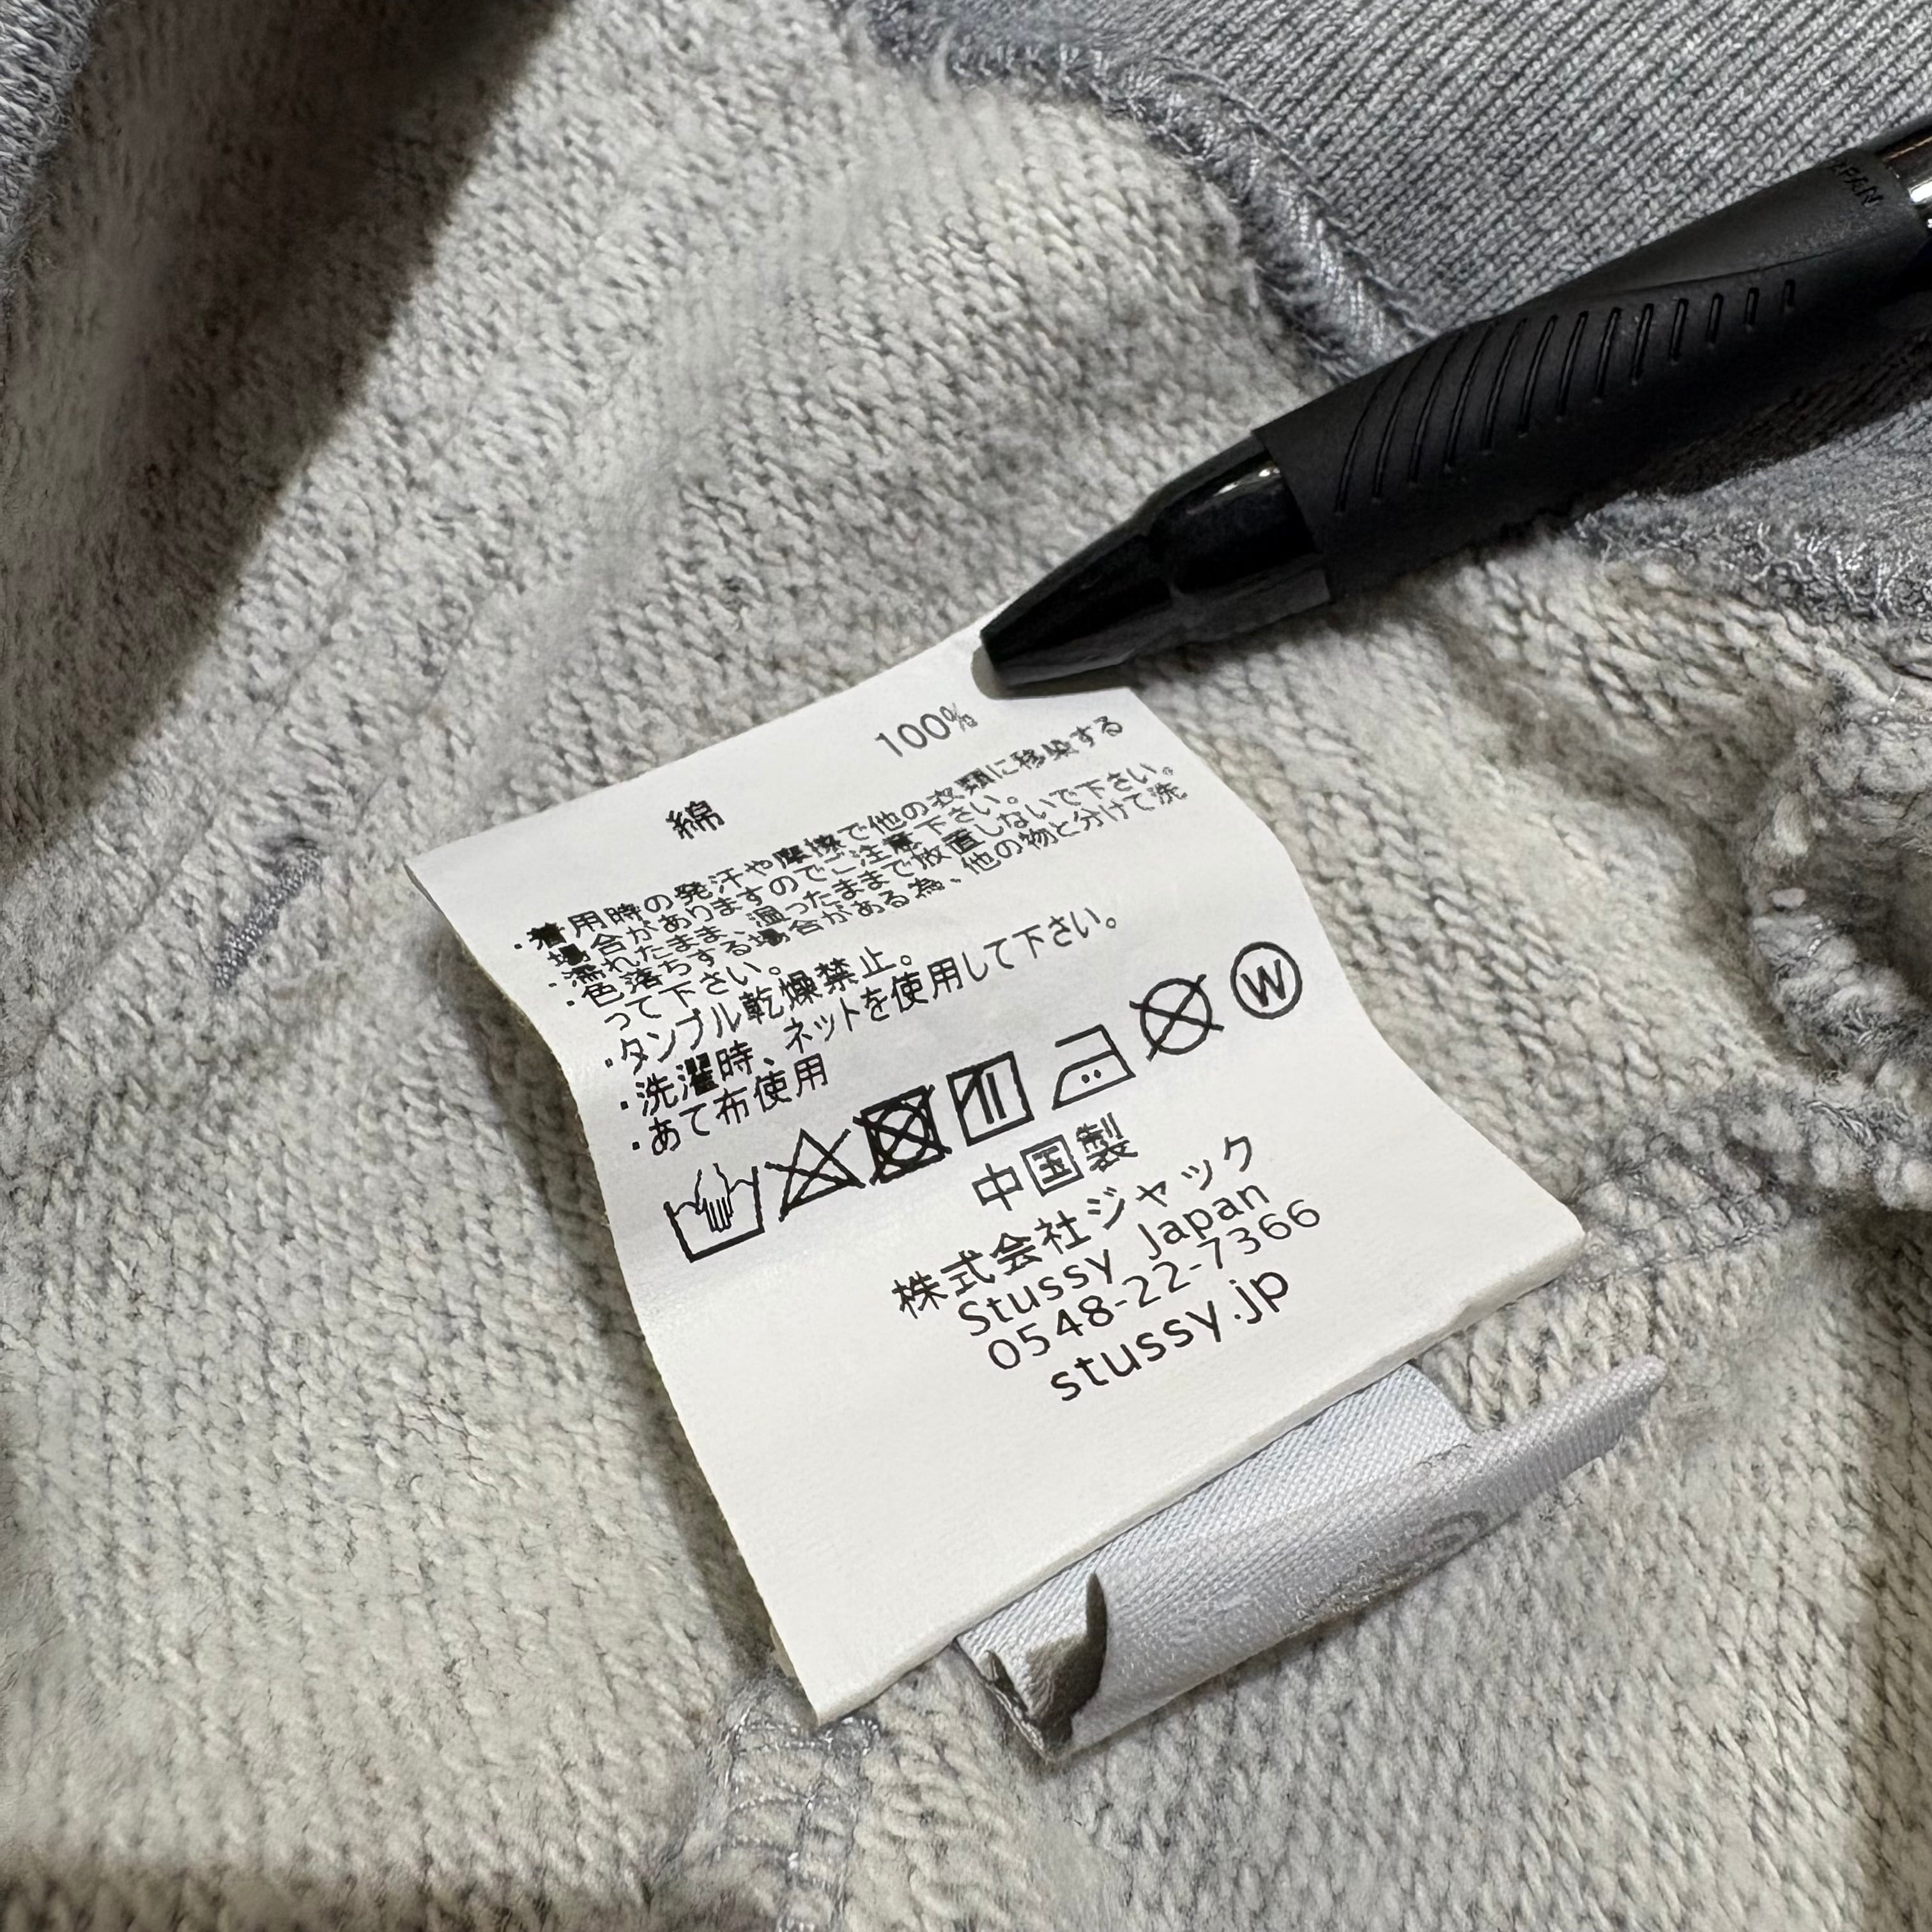 JAPAN
綿 100%
・着用時の発汗や摩擦で他の衣類に移染する
場合がありますのでご注意下さい。
・濡れたまま、湿ったままで放置しないで下さい。
・色落ちする場合がある為、他の物と分けて洗
って下さい。
・タンブル乾燥禁止。
・洗濯時、ネットを使用して下さい。
・あて布使用
W
中国製
株式会社ジャック
Stussy Japan
0548-22-7366
stussy.jp